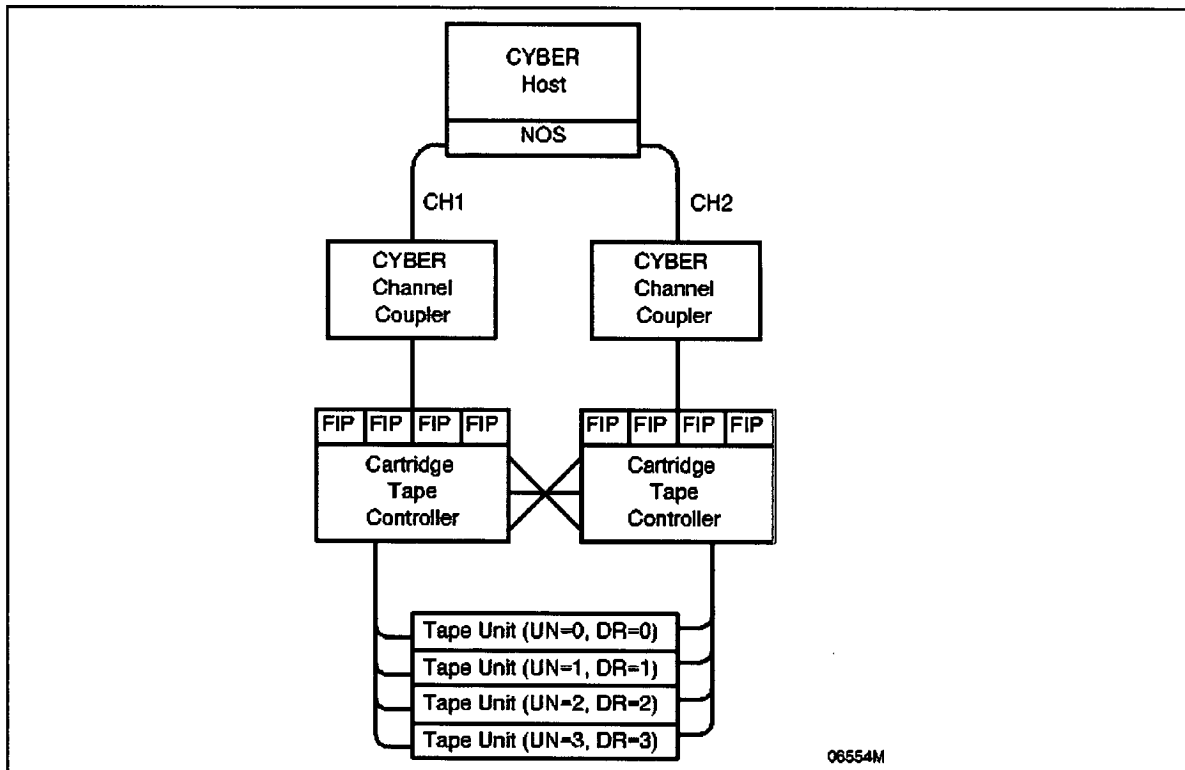 CYBER
Host
NOS
CH1
CH2
CYBER
Channel
Coupler
CYBER
Channel
Coupler
FIP FIP FIP FIP
FIP FIP FIP FIP
Cartridge
Tape
Controller
Cartridge
Tape
Controller
Tape Unit (UN=0, DR=0)
Tape Unit (UN=1, DR=1)
Tape Unit (UN=2, DR=2)
Tape Unit (UN=3, DR=3)
06554M